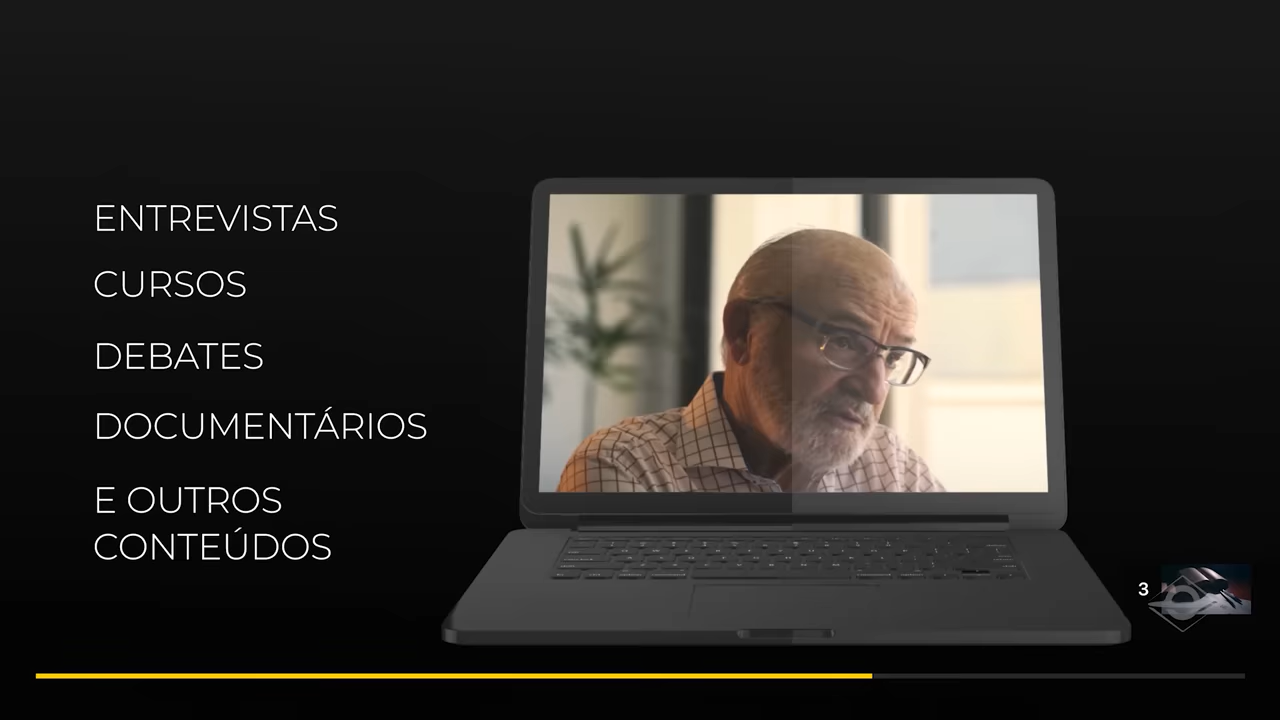 ENTREVISTAS
CURSOS
DEBATES
DOCUMENTÁRIOS
E OUTROS
CONTEÚDOS
3